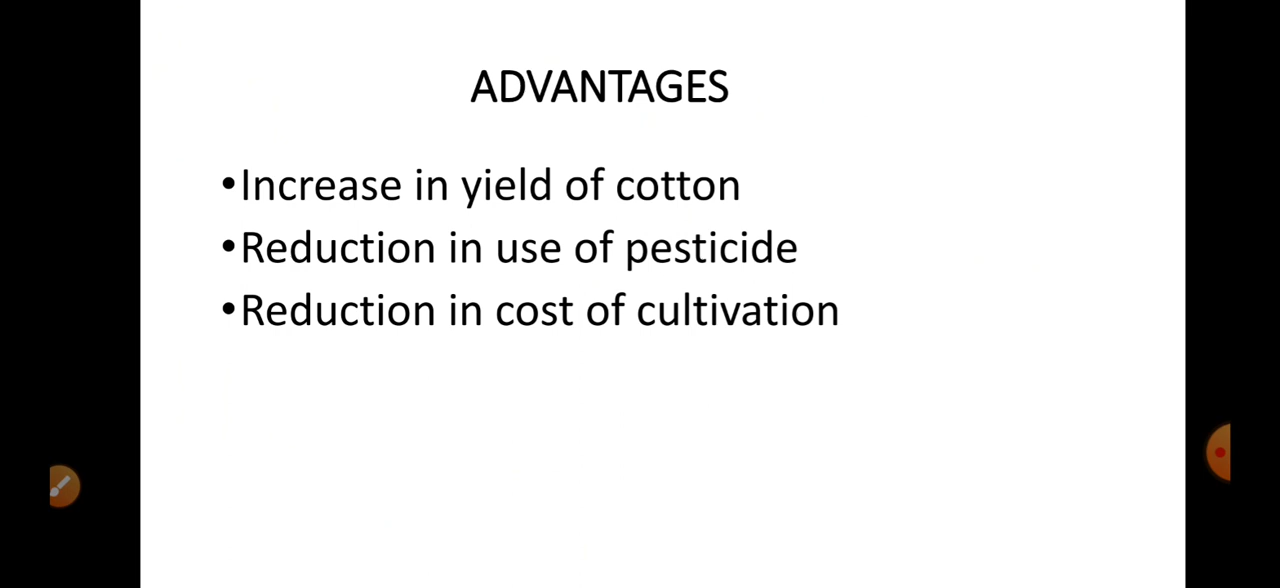 ADVANTAGES
•Increase in yield of cotton
•Reduction in use of pesticide
•Reduction in cost of cultivation